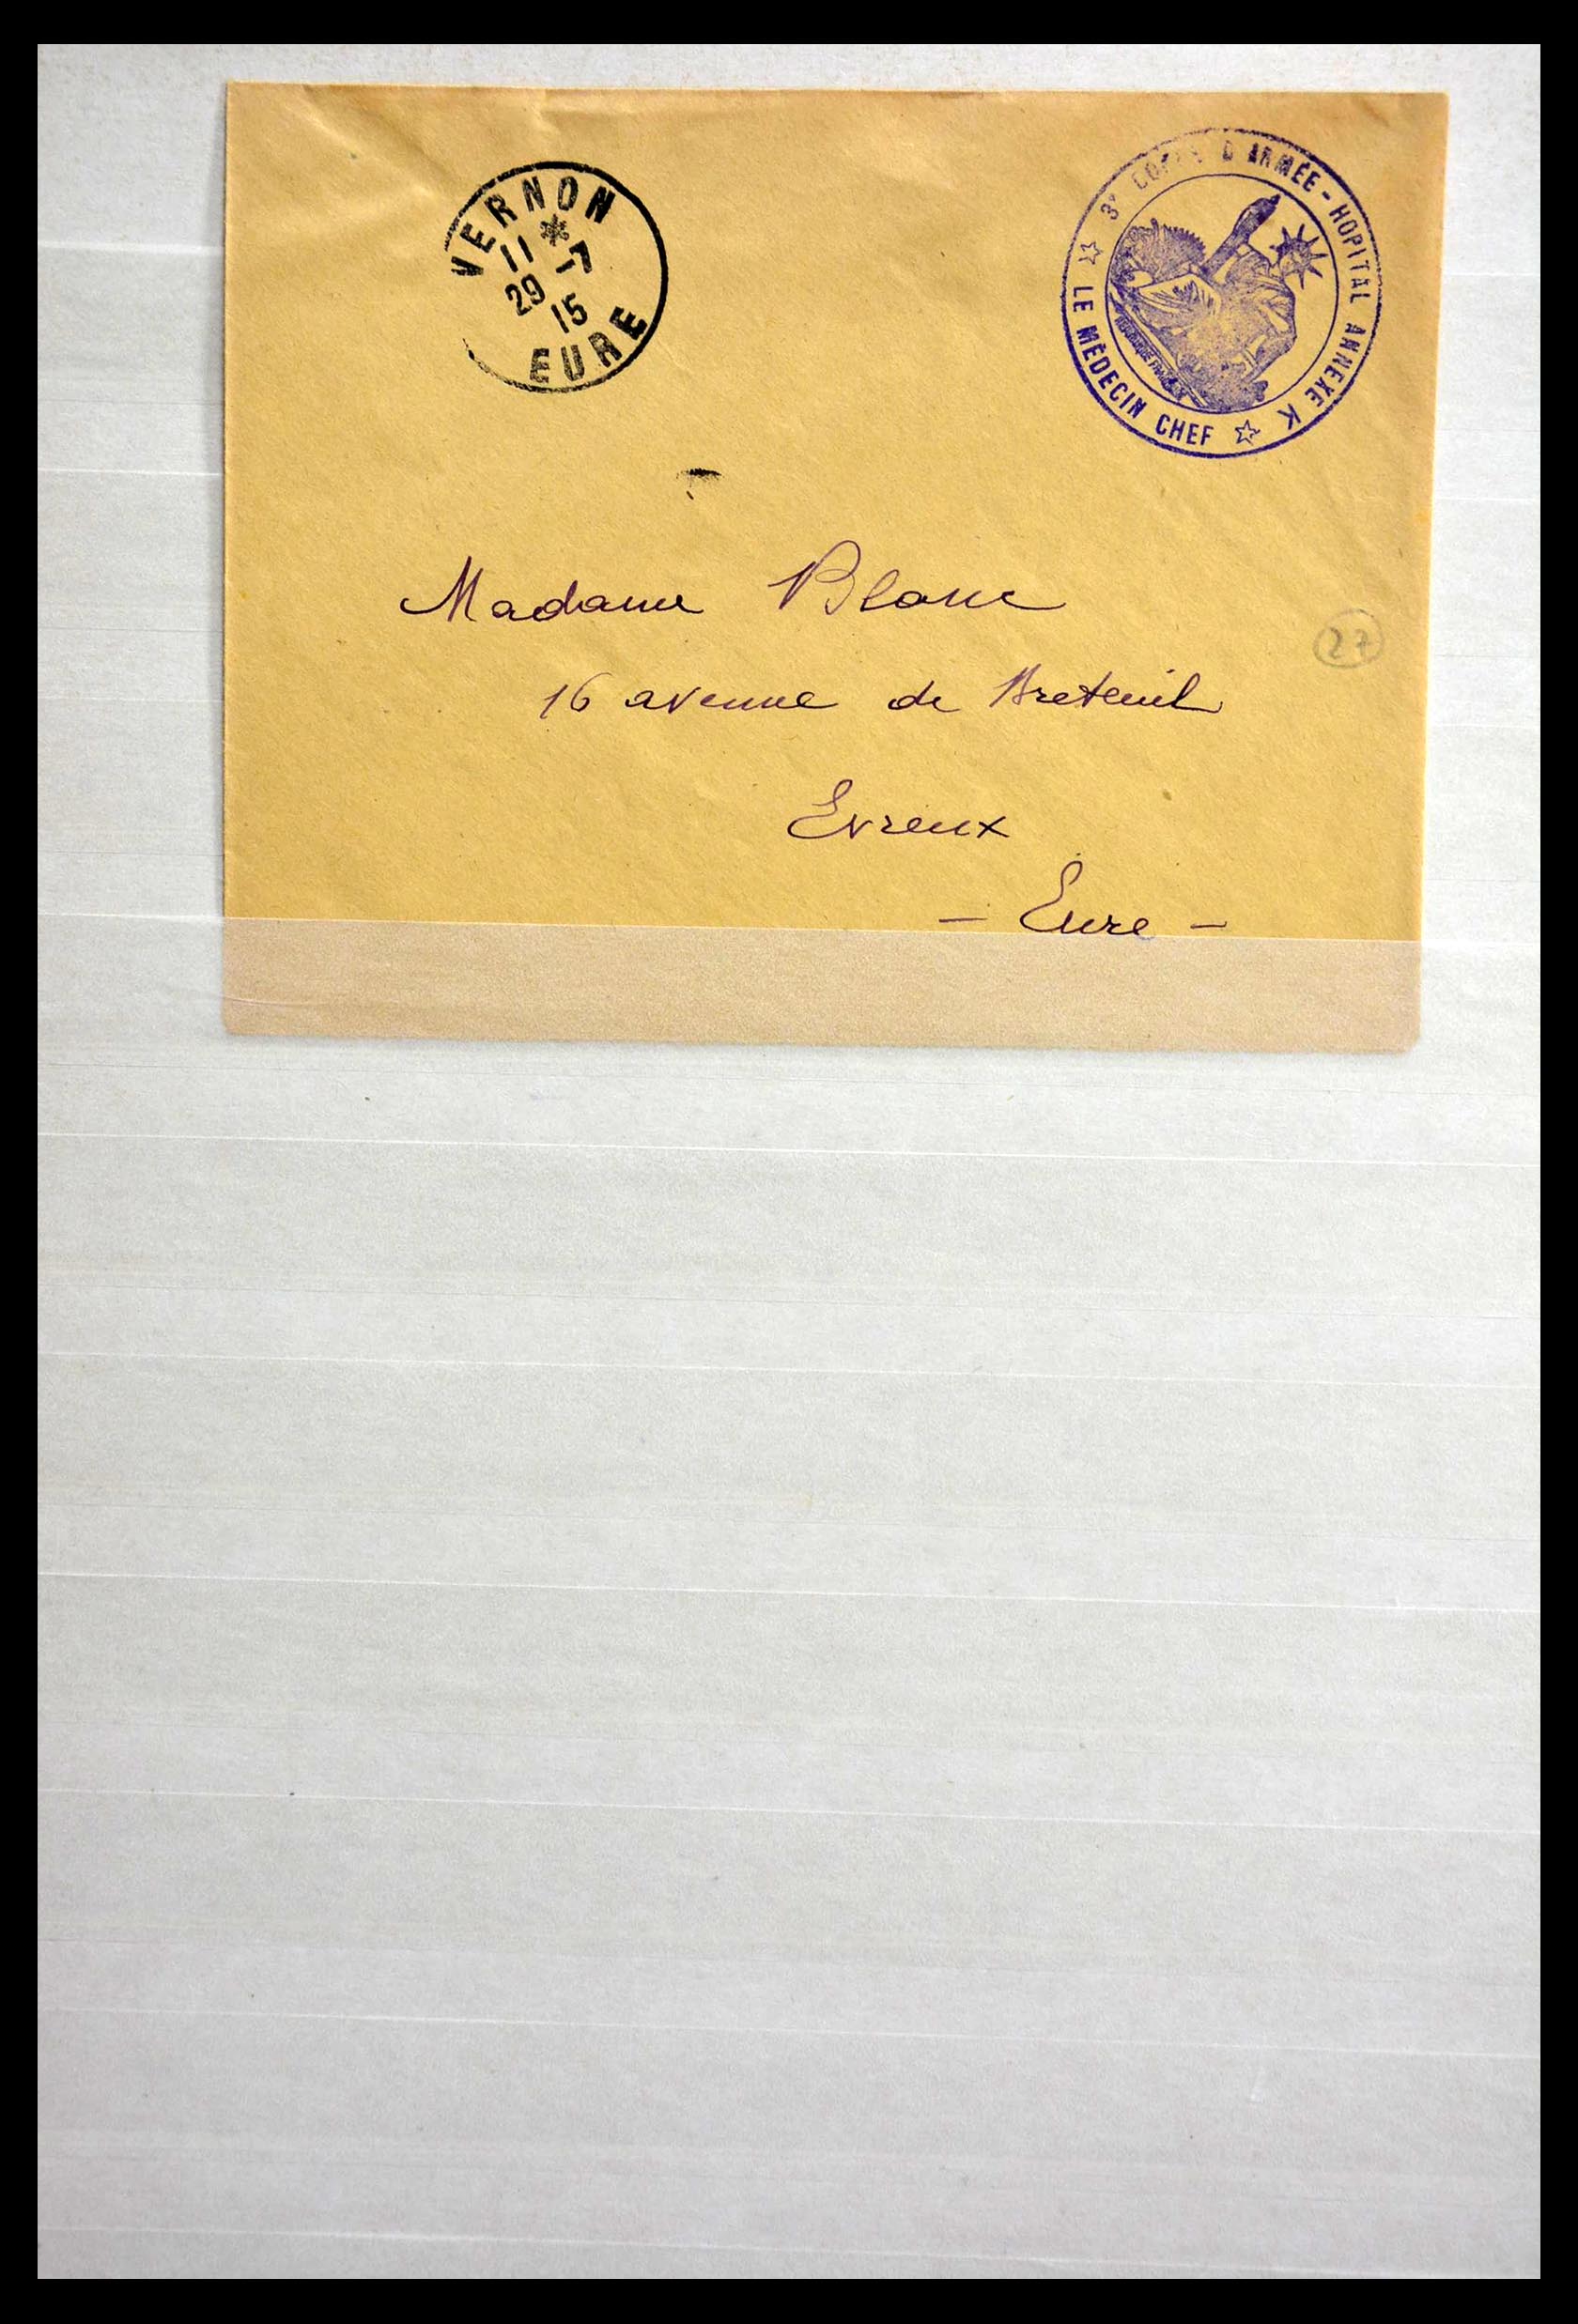 VERNON
11 *
29 -7
15
EURE
3e CORPS D'ARMÉE - HOPITAL ANNEXE K
☆ LE MÉDECIN CHEF ☆
Madame Blanc
27
16 avenue de Breteuil
Evreux
- Eure -